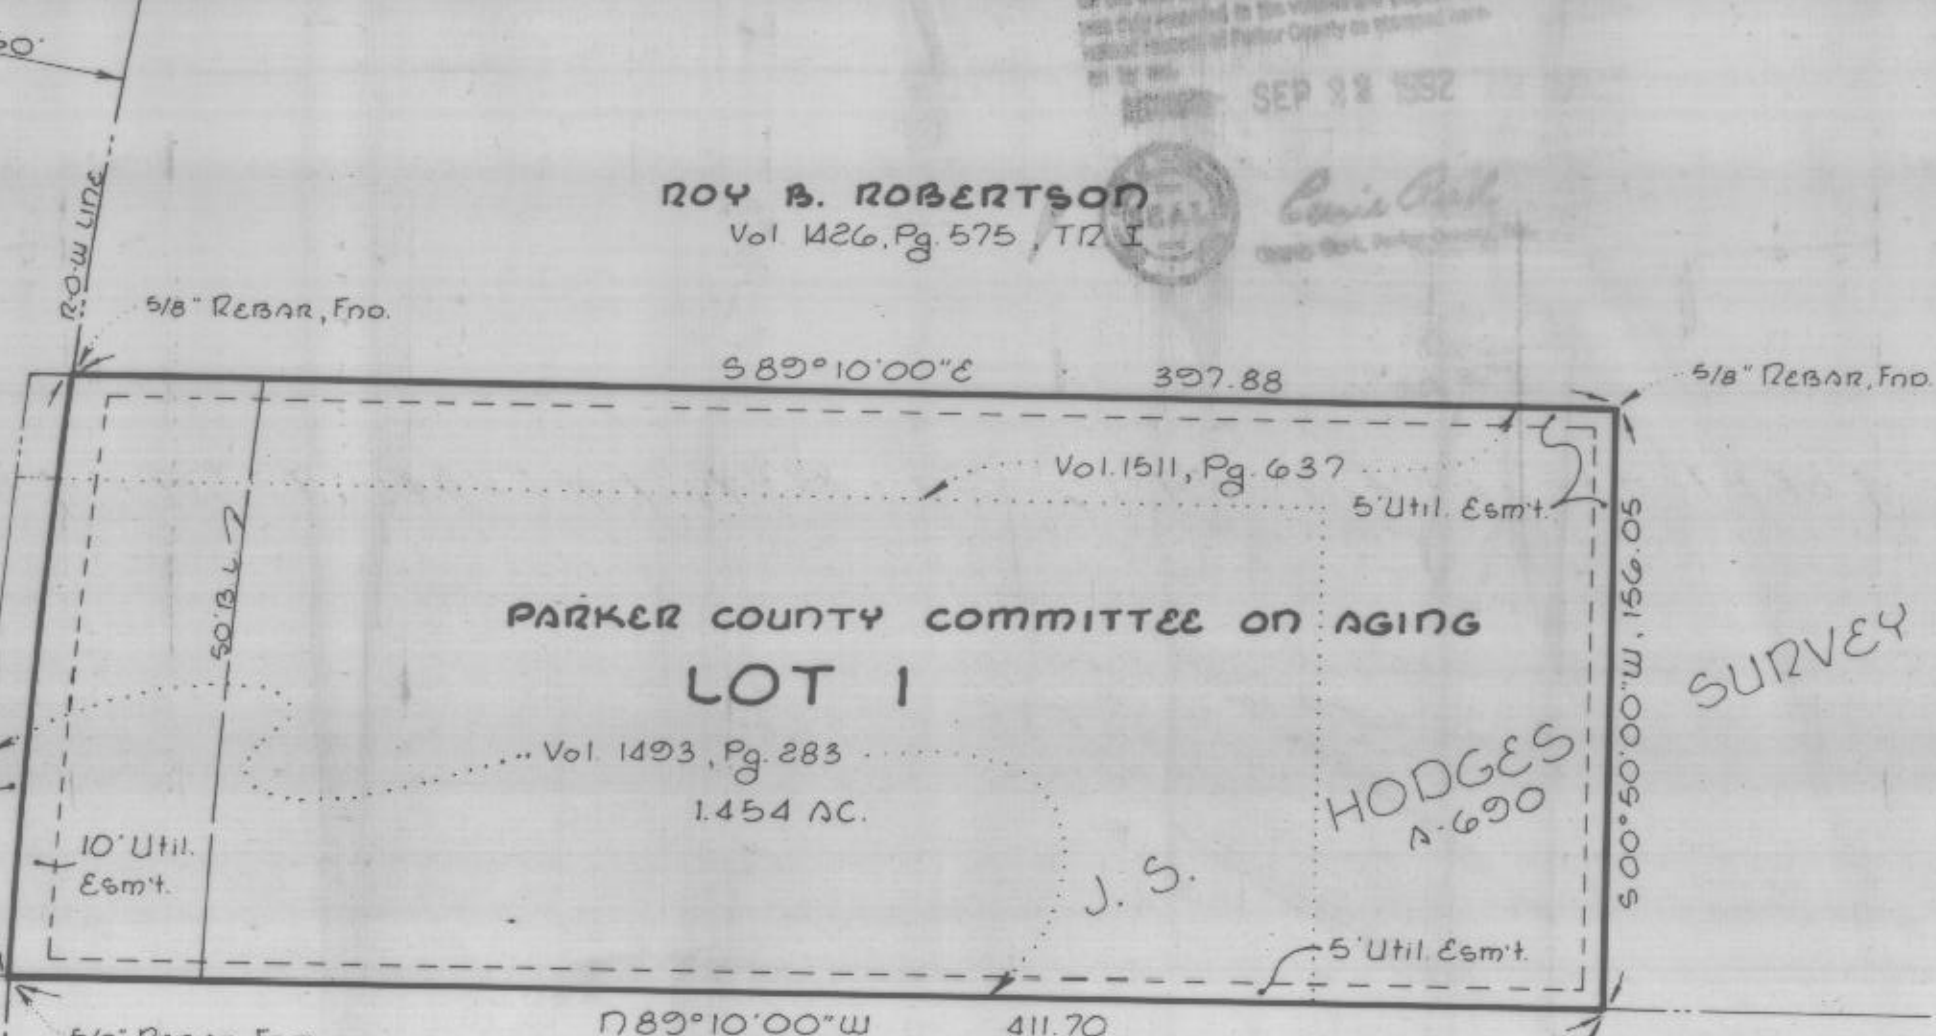 SEP 1992
ROY B. ROBERTSON
Vol 1426, Pg. 575, TR. I
SEAL
R.O.W LINE
5/8" REBAR, FND.
S 89°10'00"E 397.88
5/8" REBAR, FND.
Vol. 1511, Pg. 637
5' Util. Esm't.
50' B L
PARKER COUNTY COMMITTEE ON AGING
LOT 1
S 00°50'00"W, 156.05
SURVEY
Vol. 1493, Pg. 283
1.454 AC.
HODGES
A-690
10' Util.
Esm't.
J. S.
5' Util. Esm't.
N 89°10'00"W 411.70